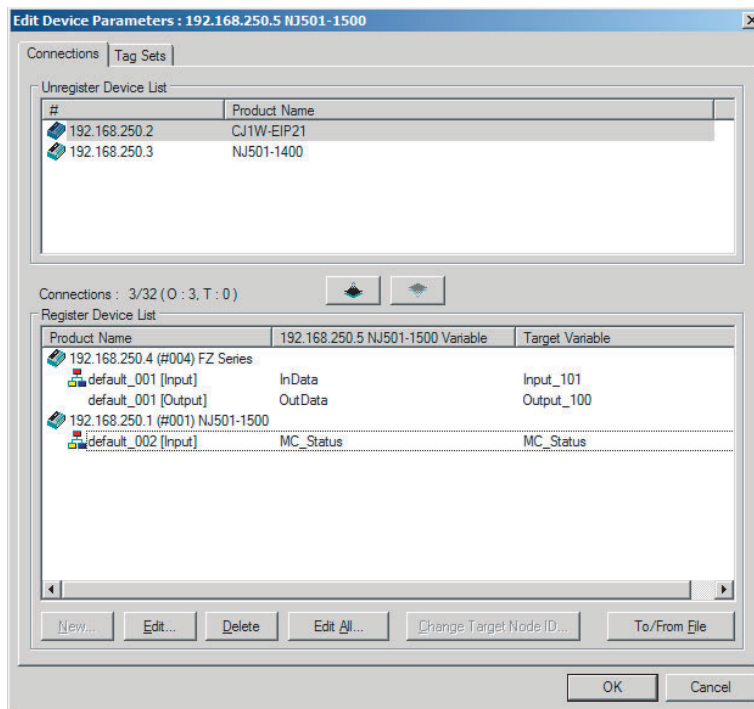 Edit Device Parameters : 192.168.250.5 NJ501-1500
Connections Tag Sets
Unregister Device List
# Product Name
192.168.250.2 CJ1W-EIP21
192.168.250.3 NJ501-1400
Connections : 3/32 ( O : 3, T : 0 )
Register Device List
Product Name 192.168.250.5 NJ501-1500 Variable Target Variable
192.168.250.4 (#004) FZ Series
default_001 [Input] InData Input_101
default_001 [Output] OutData Output_100
192.168.250.1 (#001) NJ501-1500
default_002 [Input] MC_Status MC_Status
New... Edit... Delete Edit All... Change Target Node ID... To/From File
OK Cancel